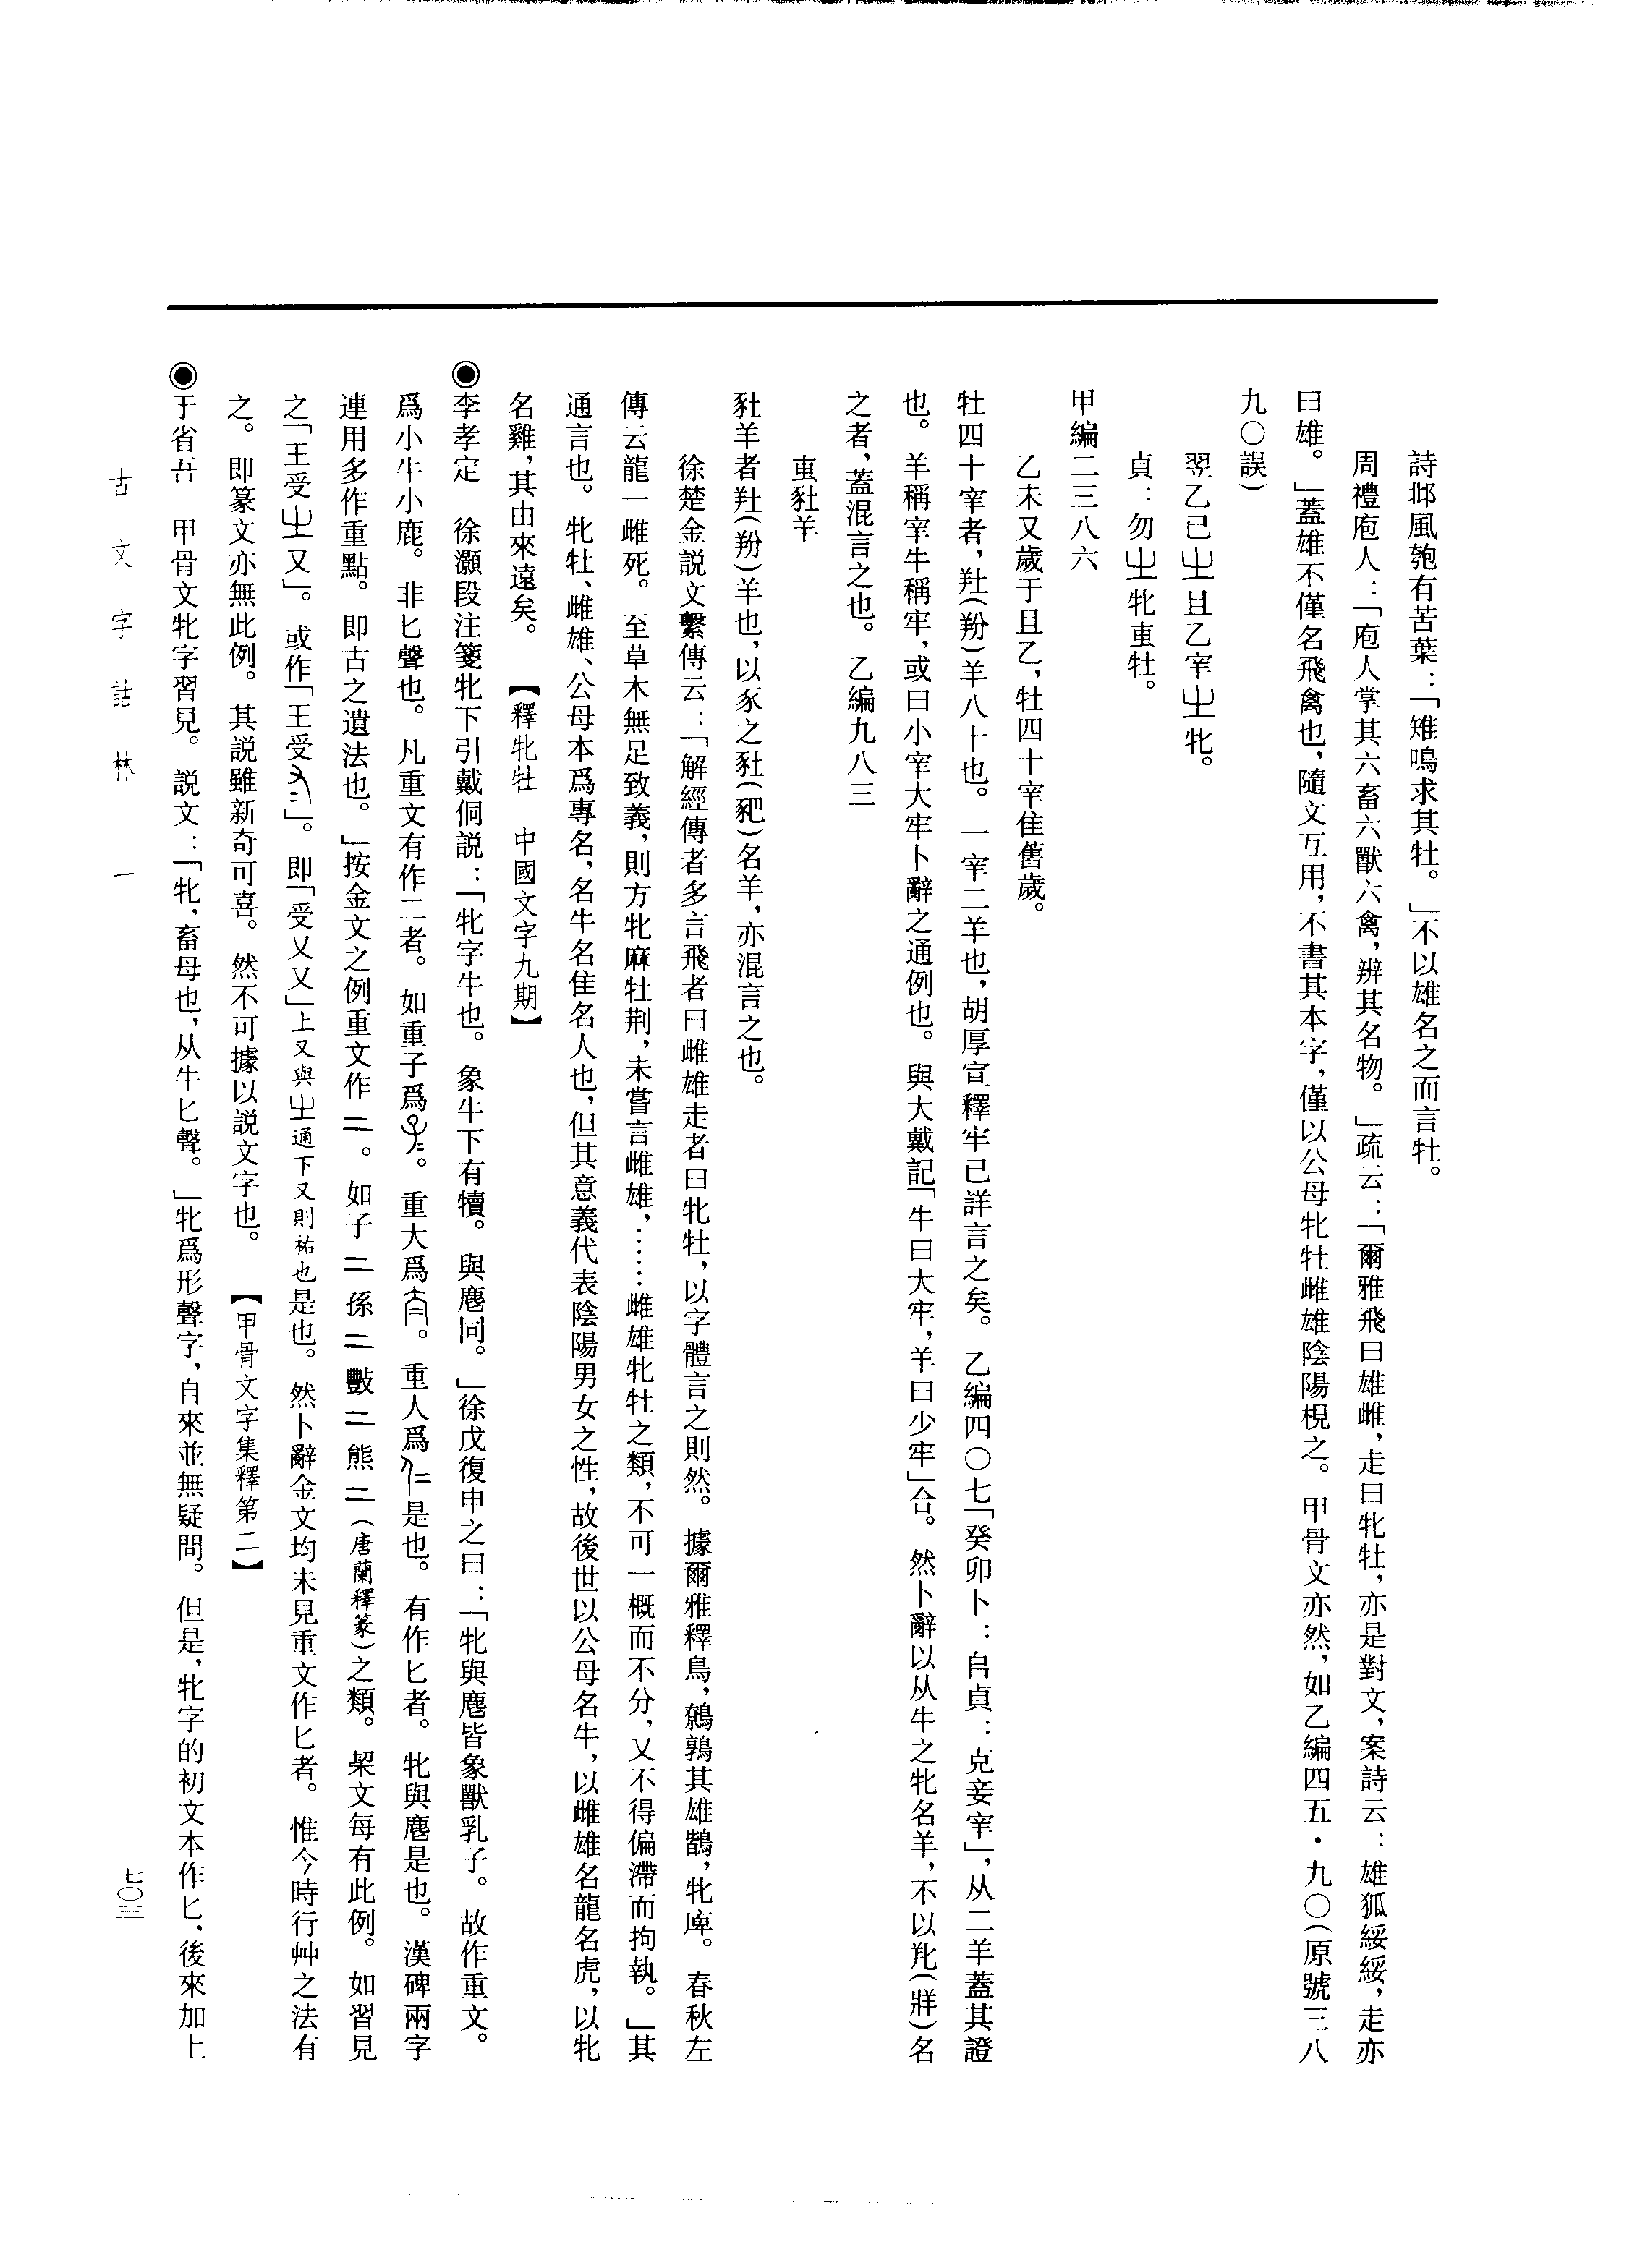 詩邶風匏有苦葉：「雉鳴求其牡。」不以雄名之而言牡。
周禮庖人：「庖人掌其六畜六獸六禽，辨其名物。」疏云：「爾雅飛曰雄雌，走曰牝牡，亦是對文，案詩云：雄狐綏綏，走亦
曰雄。」蓋雄不僅名飛禽也，隨文互用，不書其本字，僅以公母牝牡雌雄陰陽梘之。甲骨文亦然，如乙編四五·九〇（原號三八
九〇誤）
翌乙已㞢且乙宰㞢牝。
貞：勿㞢牝叀牡。
甲編二三八六
乙未又歲于且乙，牡四十宰隹舊歲。
牡四十宰者，𦍎（羒）羊八十也。一宰二羊也，胡厚宣釋牢已詳言之矣。乙編四〇七「癸卯卜：𠂤貞：克妾宰」，从二羊蓋其證
也。羊稱宰牛稱牢，或曰小宰大牢卜辭之通例也。與大戴記「牛曰大牢，羊曰少牢」合。然卜辭以从牛之牝名羊，不以𦍑（牂）名
之者，蓋混言之也。乙編九八三
叀𧰯羊
𧰯羊者𦍎（羒）羊也，以豕之𧰯（豝）名羊，亦混言之也。
徐楚金説文繫傳云：「解經傳者多言飛者曰雌雄走者曰牝牡，以字體言之則然。據爾雅釋鳥，鷯鶉其雄鶛，牝庳。春秋左
傳云龍一雌死。至草木無足致義，則方牝麻牡荆，未嘗言雌雄，……雌雄牝牡之類，不可一概而不分，又不得偏滯而拘執。」其
通言也。牝牡、雌雄、公母本爲專名，名牛名隹名人也，但其意義代表陰陽男女之性，故後世以公母名牛，以雌雄名龍名虎，以牝
名雞，其由來遠矣。【釋牝牡　中國文字九期】
◉李孝定　徐灝段注箋牝下引戴侗説：「牝字牛也。象牛下有犢。與麀同。」徐戊復申之曰：「牝與麀皆象獸乳子。故作重文。
爲小牛小鹿。非匕聲也。凡重文有作二者。如重子爲。重大爲。重人爲是也。有作匕者。牝與麀是也。漢碑兩字
連用多作重點。即古之遺法也。」按金文之例重文作二。如子二孫二數二熊二（唐蘭釋篆）之類。栔文每有此例。如習見
之「王受㞢又」。或作「王受」。即「受又又」上又與㞢通下又則祐也是也。然卜辭金文均未見重文作匕者。惟今時行艸之法有
之。即篆文亦無此例。其説雖新奇可喜。然不可據以説文字也。【甲骨文字集釋第二】
◉于省吾　甲骨文牝字習見。説文：「牝，畜母也，从牛匕聲。」牝爲形聲字，自來並無疑問。但是，牝字的初文本作匕，後來加上
古文字詁林　一
七〇三